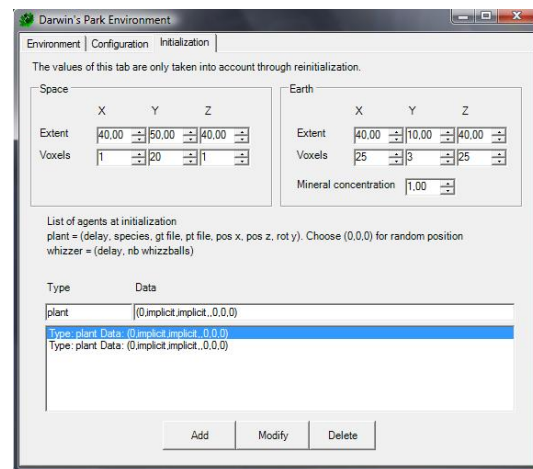 Darwin's Park Environment
Environment Configuration Initialization
The values of this tab are only taken into account through reinitialization.
Space
X Y Z
Extent 40,00 50,00 40,00
Voxels 1 20 1
Earth
X Y Z
Extent 40,00 10,00 40,00
Voxels 25 3 25
Mineral concentration 1,00
List of agents at initialization
plant = (delay, species, gt file, pt file, pos x, pos z, rot y). Choose (0,0,0) for random position
whizzer = (delay, nb whizzballs)
Type Data
plant (0,implicit,implicit,,0,0,0)
Type: plant Data: (0,implicit,implicit,,0,0,0)
Type: plant Data: (0,implicit,implicit,,0,0,0)
Add Modify Delete